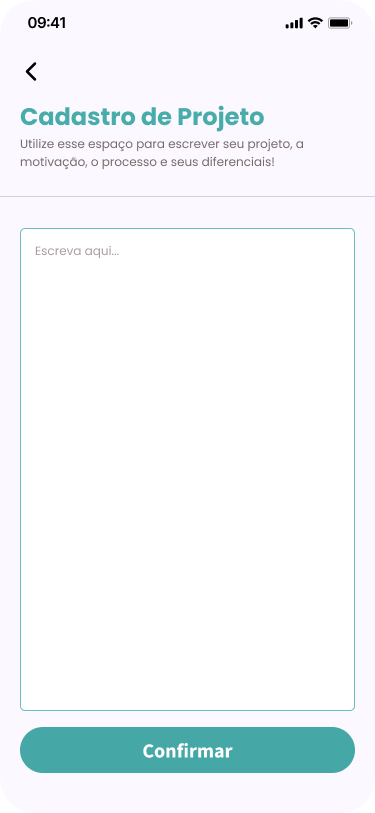 09:41
Cadastro de Projeto
Utilize esse espaço para escrever seu projeto, a
motivação, o processo e seus diferenciais!
Escreva aqui...
Confirmar